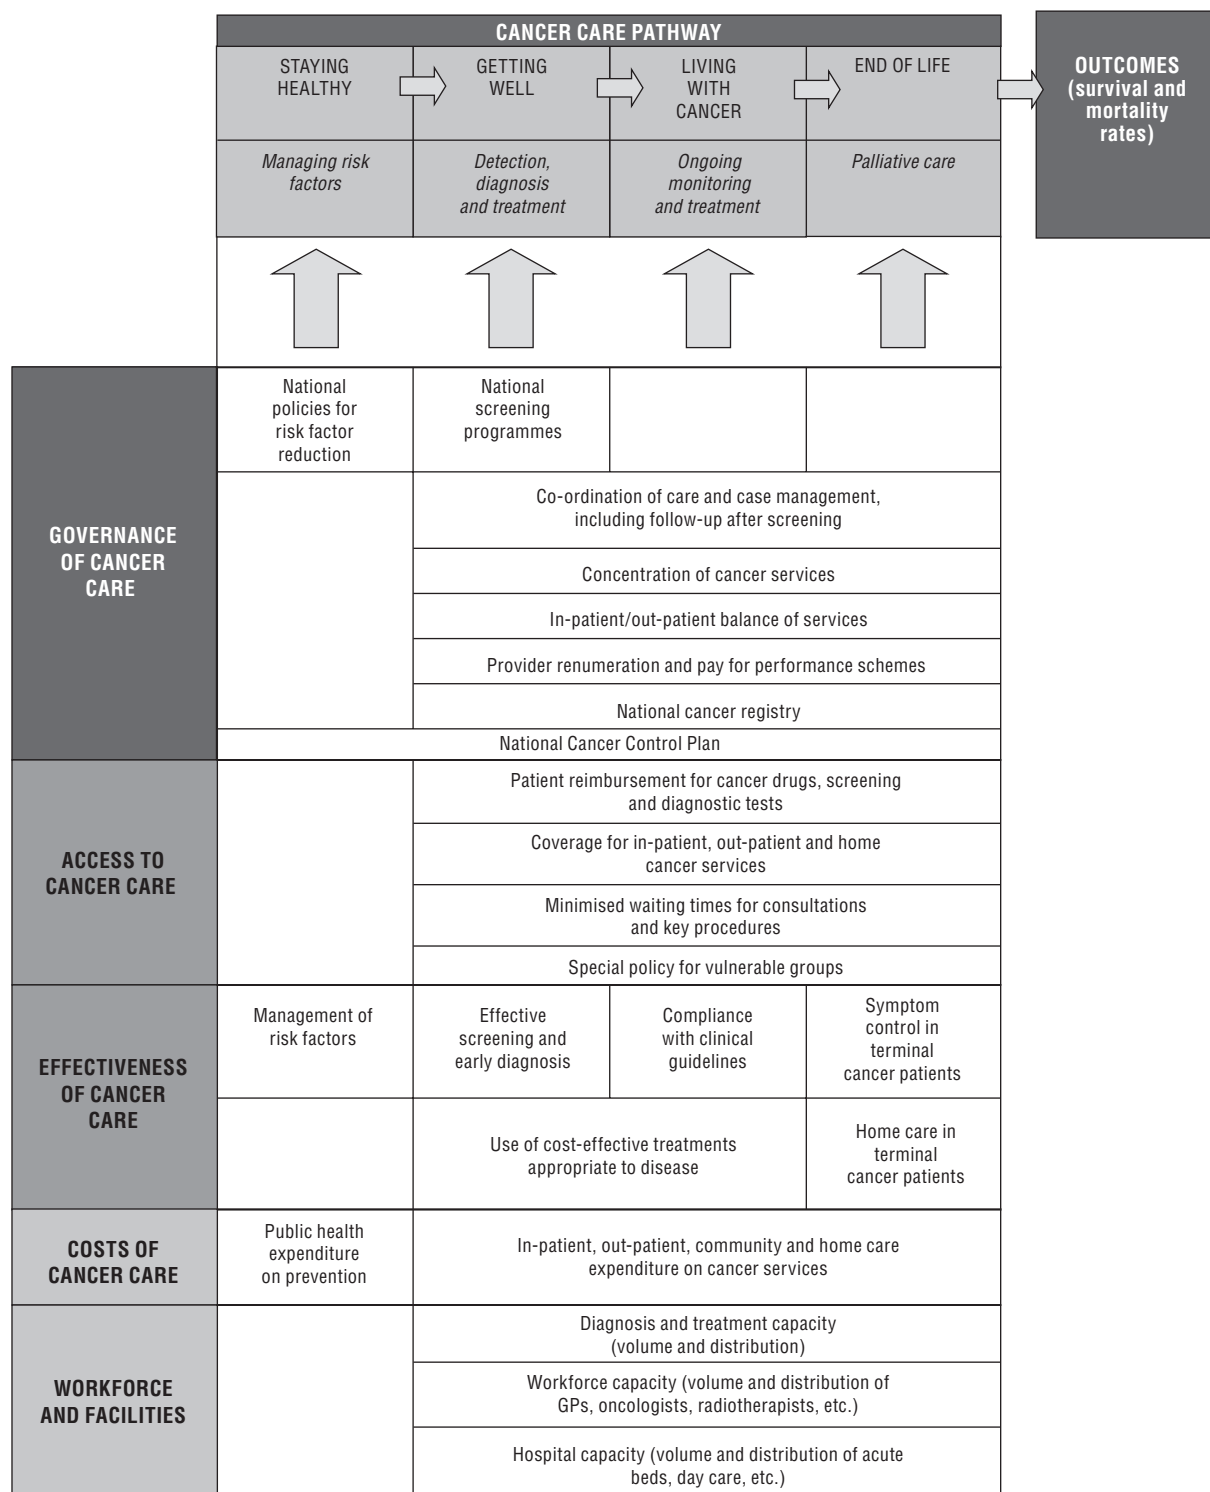 CANCER CARE PATHWAY
STAYING
HEALTHY
GETTING
WELL
LIVING
WITH
CANCER
END OF LIFE
OUTCOMES
(survival and
mortality
rates)
Managing risk
factors
Detection,
diagnosis
and treatment
Ongoing
monitoring
and treatment
Palliative care
GOVERNANCE
OF CANCER
CARE
National
policies for
risk factor
reduction
National
screening
programmes
Co-ordination of care and case management,
including follow-up after screening
Concentration of cancer services
In-patient/out-patient balance of services
Provider renumeration and pay for performance schemes
National cancer registry
National Cancer Control Plan
ACCESS TO
CANCER CARE
Patient reimbursement for cancer drugs, screening
and diagnostic tests
Coverage for in-patient, out-patient and home
cancer services
Minimised waiting times for consultations
and key procedures
Special policy for vulnerable groups
EFFECTIVENESS
OF CANCER
CARE
Management of
risk factors
Effective
screening and
early diagnosis
Compliance
with clinical
guidelines
Symptom
control in
terminal
cancer patients
Use of cost-effective treatments
appropriate to disease
Home care in
terminal
cancer patients
COSTS OF
CANCER CARE
Public health
expenditure
on prevention
In-patient, out-patient, community and home care
expenditure on cancer services
WORKFORCE
AND FACILITIES
Diagnosis and treatment capacity
(volume and distribution)
Workforce capacity (volume and distribution of
GPs, oncologists, radiotherapists, etc.)
Hospital capacity (volume and distribution of acute
beds, day care, etc.)